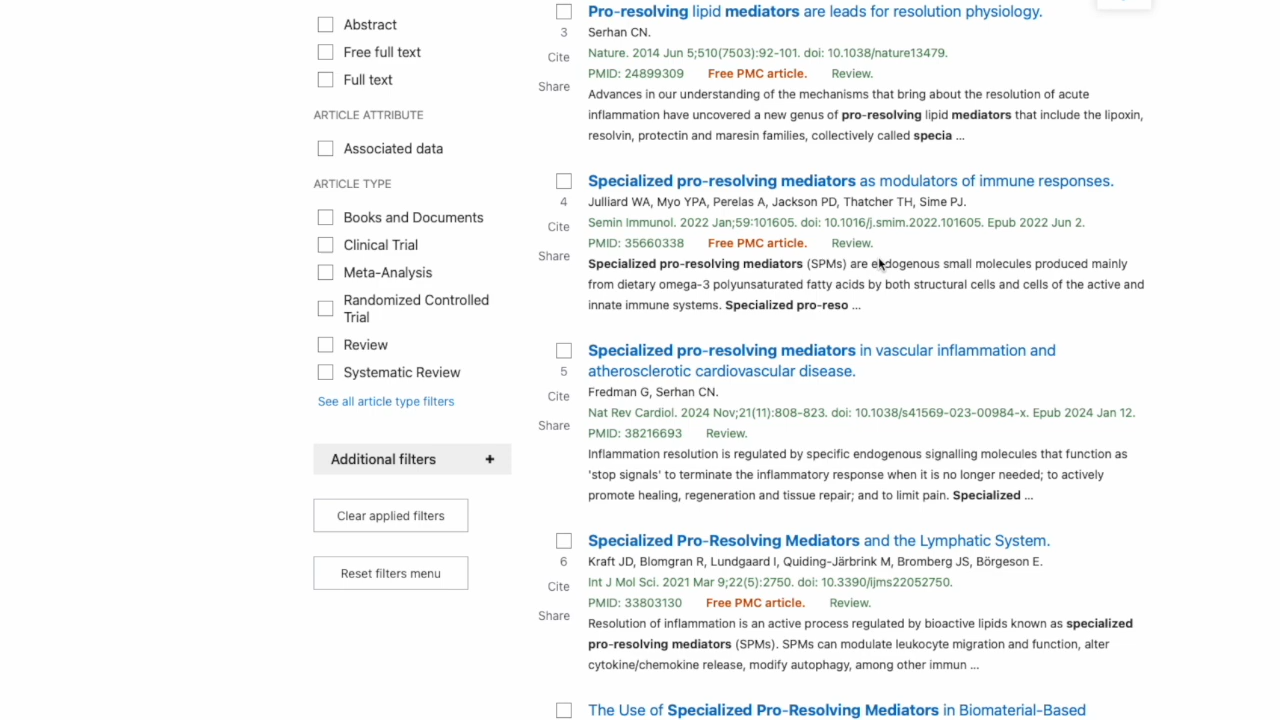 Abstract
Free full text
Full text
ARTICLE ATTRIBUTE
Associated data
ARTICLE TYPE
Books and Documents
Clinical Trial
Meta-Analysis
Randomized Controlled
Trial
Review
Systematic Review
See all article type filters
Additional filters +
Clear applied filters
Reset filters menu
Pro-resolving lipid mediators are leads for resolution physiology.
3
Serhan CN.
Cite
Nature. 2014 Jun 5;510(7503):92-101. doi: 10.1038/nature13479.
PMID: 24899309 Free PMC article. Review.
Share
Advances in our understanding of the mechanisms that bring about the resolution of acute
inflammation have uncovered a new genus of pro-resolving lipid mediators that include the lipoxin,
resolvin, protectin and maresin families, collectively called specia ...
Specialized pro-resolving mediators as modulators of immune responses.
4
Julliard WA, Myo YPA, Perelas A, Jackson PD, Thatcher TH, Sime PJ.
Cite
Semin Immunol. 2022 Jan;59:101605. doi: 10.1016/j.smim.2022.101605. Epub 2022 Jun 2.
PMID: 35660338 Free PMC article. Review.
Share
Specialized pro-resolving mediators (SPMs) are endogenous small molecules produced mainly
from dietary omega-3 polyunsaturated fatty acids by both structural cells and cells of the active and
innate immune systems. Specialized pro-reso ...
Specialized pro-resolving mediators in vascular inflammation and
atherosclerotic cardiovascular disease.
5
Fredman G, Serhan CN.
Cite
Nat Rev Cardiol. 2024 Nov;21(11):808-823. doi: 10.1038/s41569-023-00984-x. Epub 2024 Jan 12.
PMID: 38216693 Review.
Share
Inflammation resolution is regulated by specific endogenous signalling molecules that function as
'stop signals' to terminate the inflammatory response when it is no longer needed; to actively
promote healing, regeneration and tissue repair; and to limit pain. Specialized ...
Specialized Pro-Resolving Mediators and the Lymphatic System.
6
Kraft JD, Blomgran R, Lundgaard I, Quiding-Järbrink M, Bromberg JS, Börgeson E.
Cite
Int J Mol Sci. 2021 Mar 9;22(5):2750. doi: 10.3390/ijms22052750.
PMID: 33803130 Free PMC article. Review.
Share
Resolution of inflammation is an active process regulated by bioactive lipids known as specialized
pro-resolving mediators (SPMs). SPMs can modulate leukocyte migration and function, alter
cytokine/chemokine release, modify autophagy, among other immun ...
The Use of Specialized Pro-Resolving Mediators in Biomaterial-Based